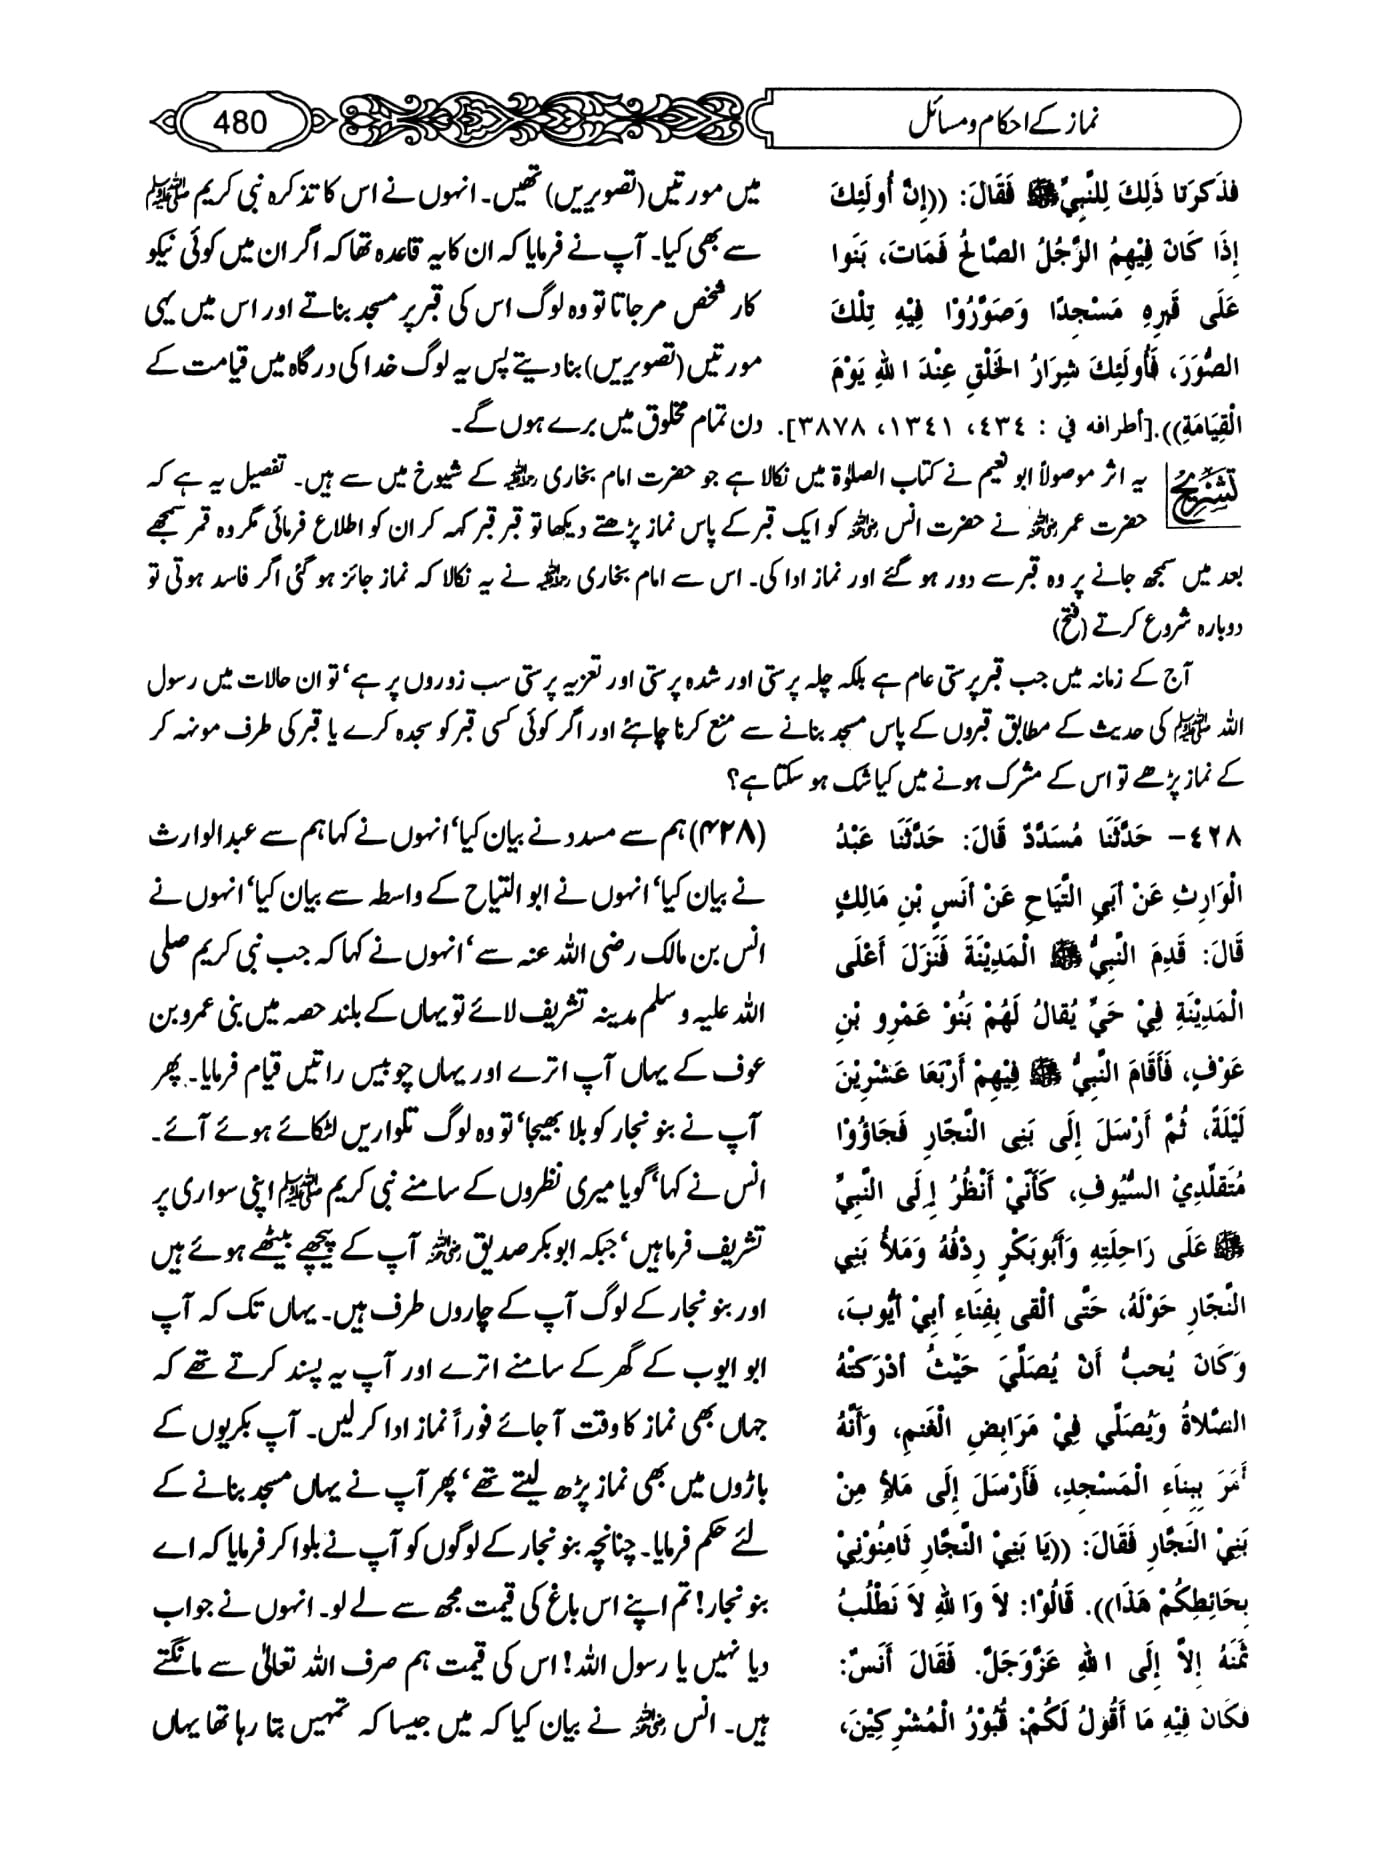 نماز کے احکام و مسائل
480
فَذَكَرَتَا ذَلِكَ لِلنَّبِيِّ ﷺ فَقَالَ: ((إِنَّ أُولَئِكَ
إِذَا كَانَ فِيْهِمُ الرَّجُلُ الصَّالِحُ فَمَاتَ، بَنَوا
عَلَى قَبْرِهِ مَسْجِدًا وَصَوَّرُوْا فِيْهِ تِلْكَ
الصُّوَرَ، فَأُولَئِكَ شِرَارُ الخَلْقِ عِنْدَ اللهِ يَوْمَ
الْقِيَامَةِ)).[أطرافه في : ٤٣٤، ١٣٤١، ٣٨٧٨].
میں مورتیں (تصویریں) تھیں۔ انہوں نے اس کا تذکرہ نبی کریم ﷺ
سے بھی کیا۔ آپ نے فرمایا کہ ان کا یہ قاعدہ تھا کہ اگر ان میں کوئی نیکو
کار شخص مر جاتا تو وہ لوگ اس کی قبر پر مسجد بناتے اور اس میں یہی
مورتیں (تصویریں) بنا دیتے پس یہ لوگ خدا کی درگاہ میں قیامت کے
دن تمام مخلوق میں برے ہوں گے۔
تشریح
یہ اثر موصولاً ابو نعیم نے کتاب الصلوٰۃ میں نکالا ہے جو حضرت امام بخاری رحمہ اللہ کے شیوخ میں سے ہیں۔ تفصیل یہ ہے کہ
حضرت عمر رضی اللہ عنہ نے حضرت انس رضی اللہ عنہ کو ایک قبر کے پاس نماز پڑھتے دیکھا تو قبر قبر کہہ کر ان کو اطلاع فرمائی مگر وہ قمر سمجھے
بعد میں سمجھ جانے پر وہ قبر سے دور ہو گئے اور نماز ادا کی۔ اس سے امام بخاری رحمہ اللہ نے یہ نکالا کہ نماز جائز ہو گئی اگر فاسد ہوتی تو
دوبارہ شروع کرتے (فتح)
آج کے زمانہ میں جب قبر پرستی عام ہے بلکہ چلہ پرستی اور شدہ پرستی اور تعزیہ پرستی سب زوروں پر ہے‘ تو ان حالات میں رسول
اللہ ﷺ کی حدیث کے مطابق قبروں کے پاس مسجد بنانے سے منع کرنا چاہئے اور اگر کوئی کسی قبر کو سجدہ کرے یا قبر کی طرف مونہہ کر
کے نماز پڑھے تو اس کے مشرک ہونے میں کیا شک ہو سکتا ہے؟
٤٢٨- حَدَّثَنَا مُسَدَّدٌ قَالَ: حَدَّثَنَا عَبْدُ
الْوَارِثِ عَنْ أَبِي التَّيَاحِ عَنْ أَنَسِ بْنِ مَالِكٍ
قَالَ: قَدِمَ النَّبِيُّ ﷺ الْمَدِيْنَةَ فَنَزَلَ أَعْلَى
الْمَدِيْنَةِ فِيْ حَيٍّ يُقَالُ لَهُمْ بَنُوْ عَمْرِو بْنِ
عَوْفٍ، فَأَقَامَ النَّبِيُّ ﷺ فِيْهِمْ أَرْبَعًا عَشْرِيْنَ
لَيْلَةً، ثُمَّ أَرْسَلَ إِلَى بَنِى النَّجَّارِ فَجَاؤُوْا
مُتَقَلِّدِيْ السُّيُوفِ، كَأَنِّيْ أَنْظُرُ إِلَى النَّبِيِّ
ﷺ عَلَى رَاحِلَتِهِ وَأَبُوبَكْرٍ رِدْفُهُ وَمَلأُ بَنِي
النَّجَّارِ حَوْلَهُ، حَتَّى أَلْقَى بِفِنَاءِ أَبِيْ أَيُّوبَ،
وَكَانَ يُحِبُّ أَنْ يُصَلِّيَ حَيْثُ أَدْرَكَتْهُ
الصَّلاةُ وَيُصَلِّي فِيْ مَرَابِضِ الْغَنَمِ، وَأَنَّهُ
أَمَرَ بِبِنَاءِ الْمَسْجِدِ، فَأَرْسَلَ إِلَى مَلأِ مِنْ
بَنِيْ النَّجَّارِ فَقَالَ: ((يَا بَنِيْ النَّجَّارِ ثَامِنُوْنِيْ
بِحَائِطِكُمْ هَذَا)). قَالُوْا: لاَ وَاللهِ لاَ نَطْلُبُ
ثَمَنَهُ إِلاَّ إِلَى اللهِ عَزَّوَجَلَّ. فَقَالَ أَنَسٌ:
فَكَانَ فِيْهِ مَا أَقُوْلُ لَكُمْ: قُبُوْرُ الْمُشْرِكِيْنَ،
(۴۲۸) ہم سے مسدد نے بیان کیا‘ انہوں نے کہا ہم سے عبدالوارث
نے بیان کیا‘ انہوں نے ابو التیاح کے واسطہ سے بیان کیا‘ انہوں نے
انس بن مالک رضی اللہ عنہ سے‘ انہوں نے کہا کہ جب نبی کریم صلی
اللہ علیہ و سلم مدینہ تشریف لائے تو یہاں کے بلند حصہ میں بنی عمرو بن
عوف کے یہاں آپ اترے اور یہاں چوبیس راتیں قیام فرمایا۔ پھر
آپ نے بنو نجار کو بلا بھیجا‘ تو وہ لوگ تلواریں لٹکائے ہوئے آئے۔
انس نے کہا‘ گویا میری نظروں کے سامنے نبی کریم ﷺ اپنی سواری پر
تشریف فرما ہیں‘ جبکہ ابو بکر صدیق رضی اللہ عنہ آپ کے پیچھے بیٹھے ہوئے ہیں
اور بنو نجار کے لوگ آپ کے چاروں طرف ہیں۔ یہاں تک کہ آپ
ابو ایوب کے گھر کے سامنے اترے اور آپ یہ پسند کرتے تھے کہ
جہاں بھی نماز کا وقت آ جائے فوراً نماز ادا کر لیں۔ آپ بکریوں کے
باڑوں میں بھی نماز پڑھ لیتے تھے‘ پھر آپ نے یہاں مسجد بنانے کے
لئے حکم فرمایا۔ چنانچہ بنو نجار کے لوگوں کو آپ نے بلوا کر فرمایا کہ اے
بنو نجار! تم اپنے اس باغ کی قیمت مجھ سے لے لو۔ انہوں نے جواب
دیا نہیں یا رسول اللہ! اس کی قیمت ہم صرف اللہ تعالیٰ سے مانگتے
ہیں۔ انس رضی اللہ عنہ نے بیان کیا کہ میں جیسا کہ تمہیں بتا رہا تھا یہاں